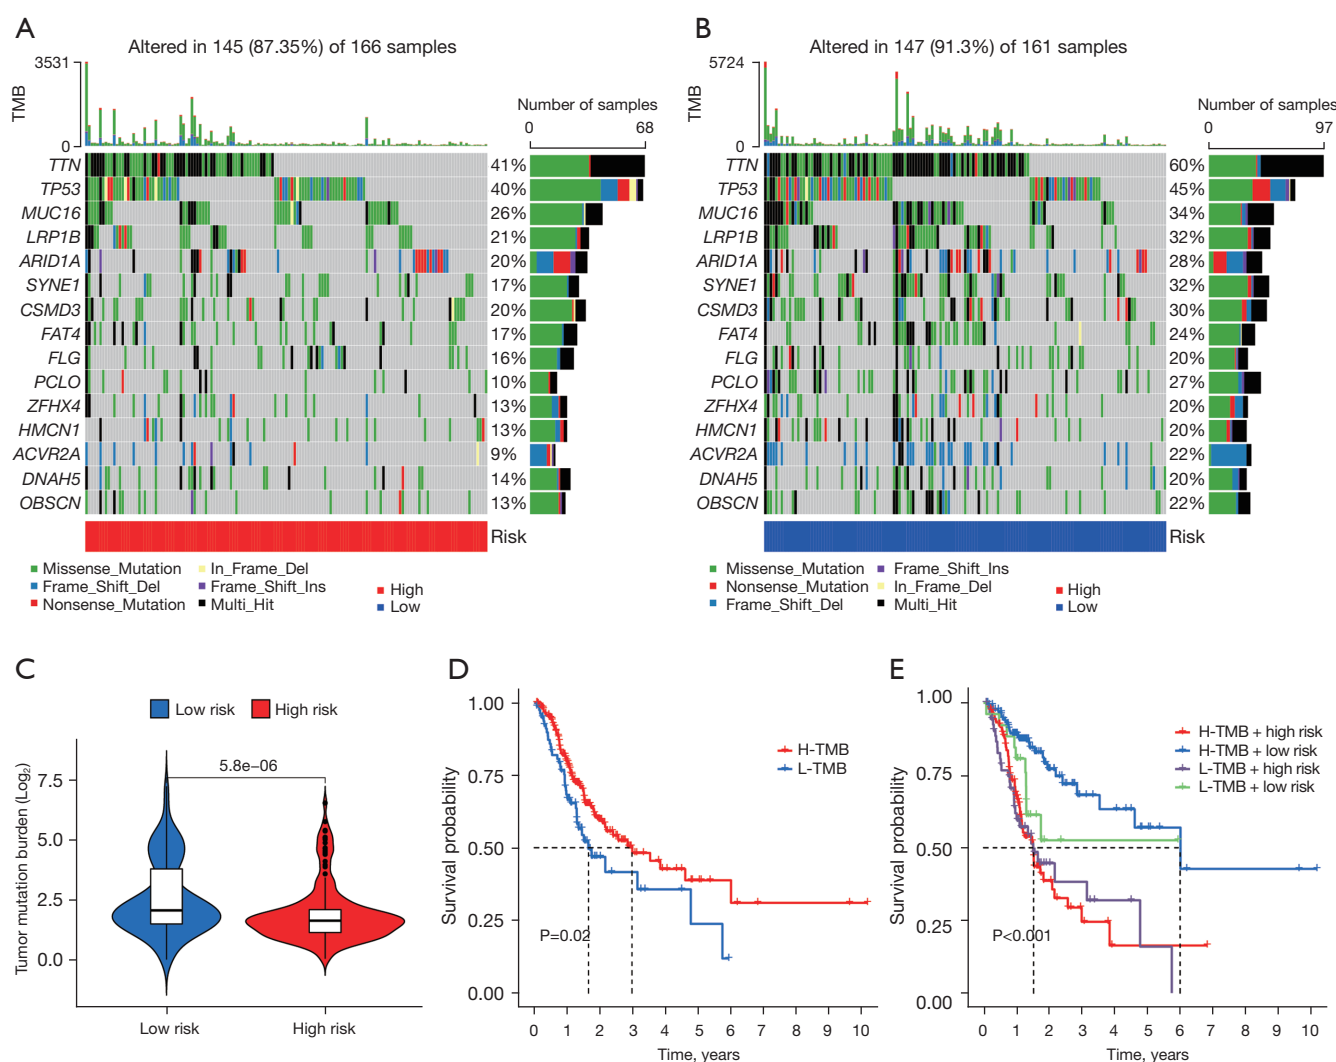 A
Altered in 145 (87.35%) of 166 samples
3531
0
TMB
Number of samples
0 68
TTN 41%
TP53 40%
MUC16 26%
LRP1B 21%
ARID1A 20%
SYNE1 17%
CSMD3 20%
FAT4 17%
FLG 16%
PCLO 10%
ZFHX4 13%
HMCN1 13%
ACVR2A 9%
DNAH5 14%
OBSCN 13%
Risk
Missense_Mutation In_Frame_Del
Frame_Shift_Del Frame_Shift_Ins High
Nonsense_Mutation Multi_Hit Low
B
Altered in 147 (91.3%) of 161 samples
5724
0
TMB
Number of samples
0 97
TTN 60%
TP53 45%
MUC16 34%
LRP1B 32%
ARID1A 28%
SYNE1 32%
CSMD3 30%
FAT4 24%
FLG 20%
PCLO 27%
ZFHX4 20%
HMCN1 20%
ACVR2A 22%
DNAH5 20%
OBSCN 22%
Risk
Missense_Mutation Frame_Shift_Ins
Nonsense_Mutation In_Frame_Del High
Frame_Shift_Del Multi_Hit Low
C
Low risk High risk
5.8e−06
Tumor mutation burden (Log2)
7.5
5.0
2.5
0.0
Low risk High risk
D
H-TMB
L-TMB
Survival probability
1.00
0.75
0.50
0.25
0.00
P=0.02
0 1 2 3 4 5 6 7 8 9 10
Time, years
E
H-TMB + high risk
H-TMB + low risk
L-TMB + high risk
L-TMB + low risk
Survival probability
1.00
0.75
0.50
0.25
0.00
P<0.001
0 1 2 3 4 5 6 7 8 9 10
Time, years